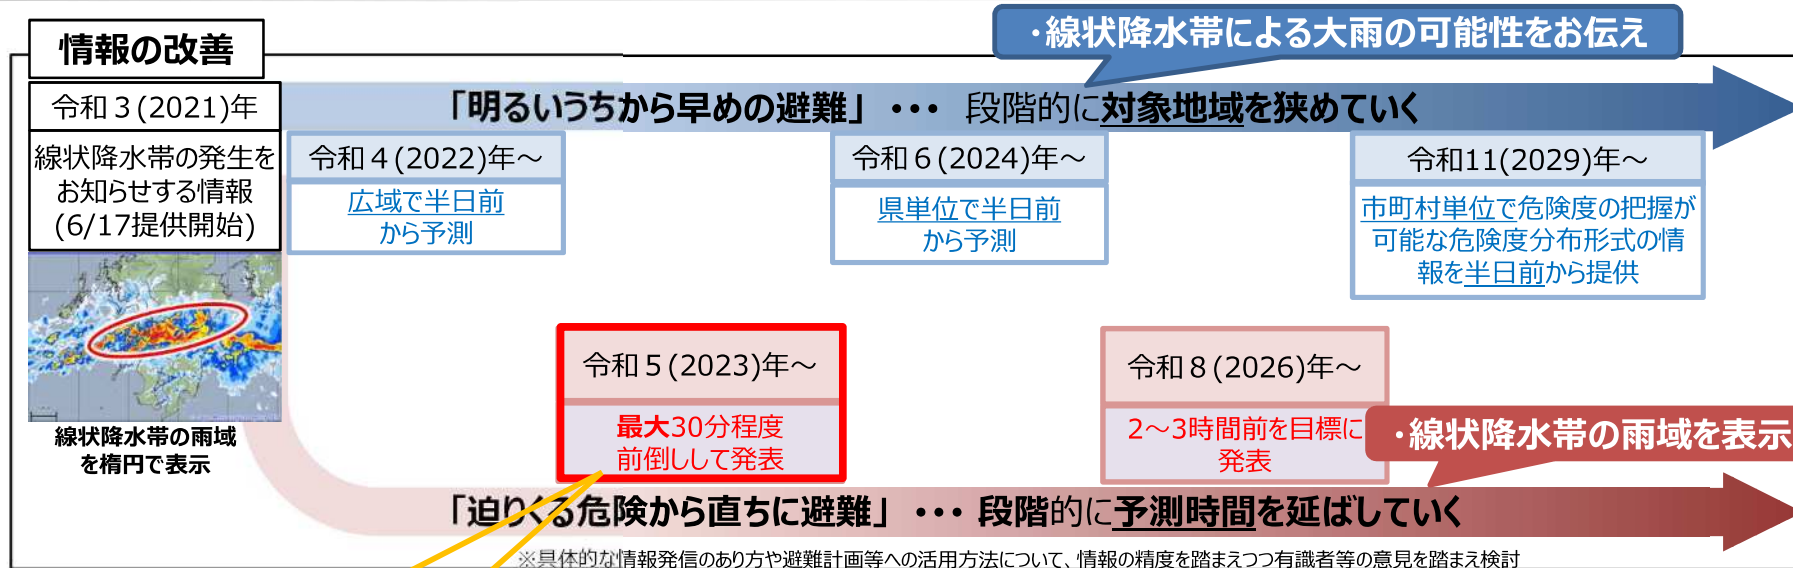 情報の改善
・線状降水帯による大雨の可能性をお伝え
令和3(2021)年
線状降水帯の発生を
お知らせする情報
(6/17提供開始)
線状降水帯の雨域
を楕円で表示
「明るいうちから早めの避難」・・・ 段階的に対象地域を狭めていく
令和4(2022)年～
広域で半日前
から予測
令和6(2024)年～
県単位で半日前
から予測
令和11(2029)年～
市町村単位で危険度の把握が
可能な危険度分布形式の情
報を半日前から提供
令和5(2023)年～
最大30分程度
前倒しして発表
令和8(2026)年～
2～3時間前を目標に
発表
・線状降水帯の雨域を表示
「迫りくる危険から直ちに避難」・・・ 段階的に予測時間を延ばしていく
※具体的な情報発信のあり方や避難計画等への活用方法について、情報の精度を踏まえつつ有識者等の意見を踏まえ検討